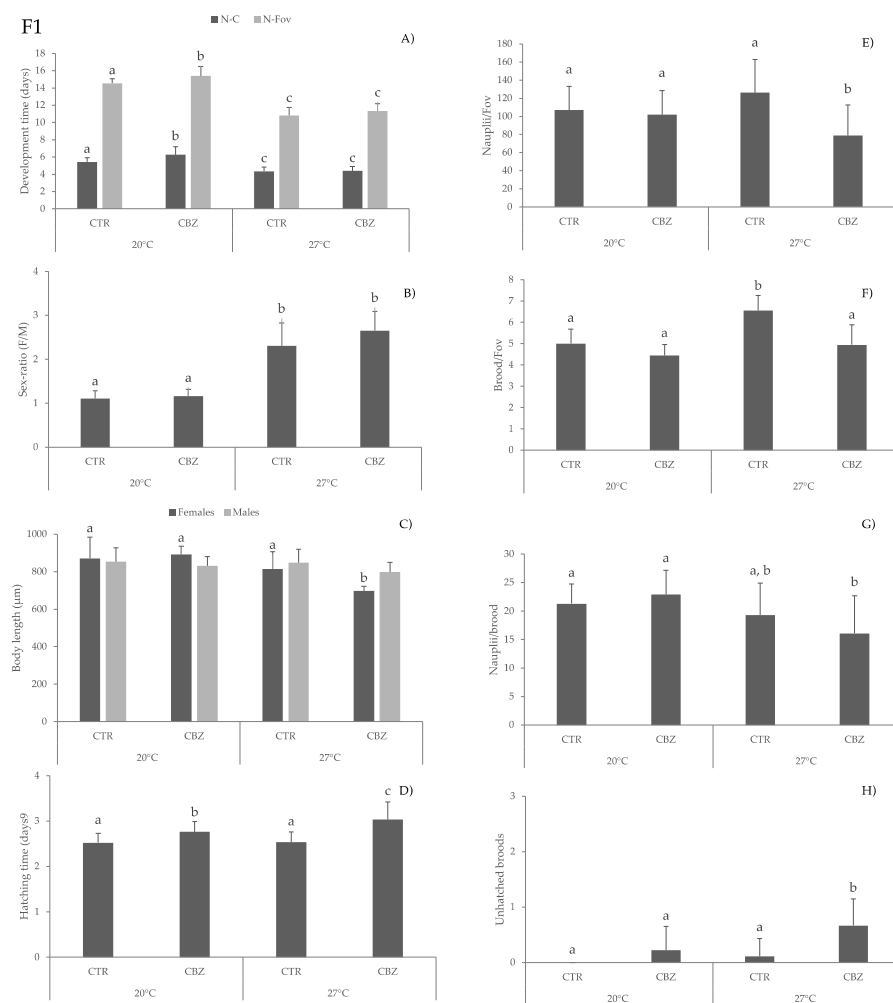 F1
N-C N-Fov
A)
Development time (days)
18
16
14
12
10
8
6
4
2
0
a
a
b
b
c
c
c
c
CTR CBZ CTR CBZ
20°C 27°C
B)
Sex-ratio (F/M)
4
3
2
1
0
a a b b
CTR CBZ CTR CBZ
20°C 27°C
Females Males
C)
Body length (µm)
1000
800
600
400
200
0
a a a b
CTR CBZ CTR CBZ
20°C 27°C
D)
Hatching time (days9
4
3
2
1
0
a b a c
CTR CBZ CTR CBZ
20°C 27°C
E)
Nauplii/Fov
180
160
140
120
100
80
60
40
20
0
a a a b
CTR CBZ CTR CBZ
20°C 27°C
F)
Brood/Fov
8
7
6
5
4
3
2
1
0
a a b a
CTR CBZ CTR CBZ
20°C 27°C
G)
Nauplii/brood
30
25
20
15
10
5
0
a a a, b b
CTR CBZ CTR CBZ
20°C 27°C
H)
Unhatched broods
3
2
1
0
a a a b
CTR CBZ CTR CBZ
20°C 27°C